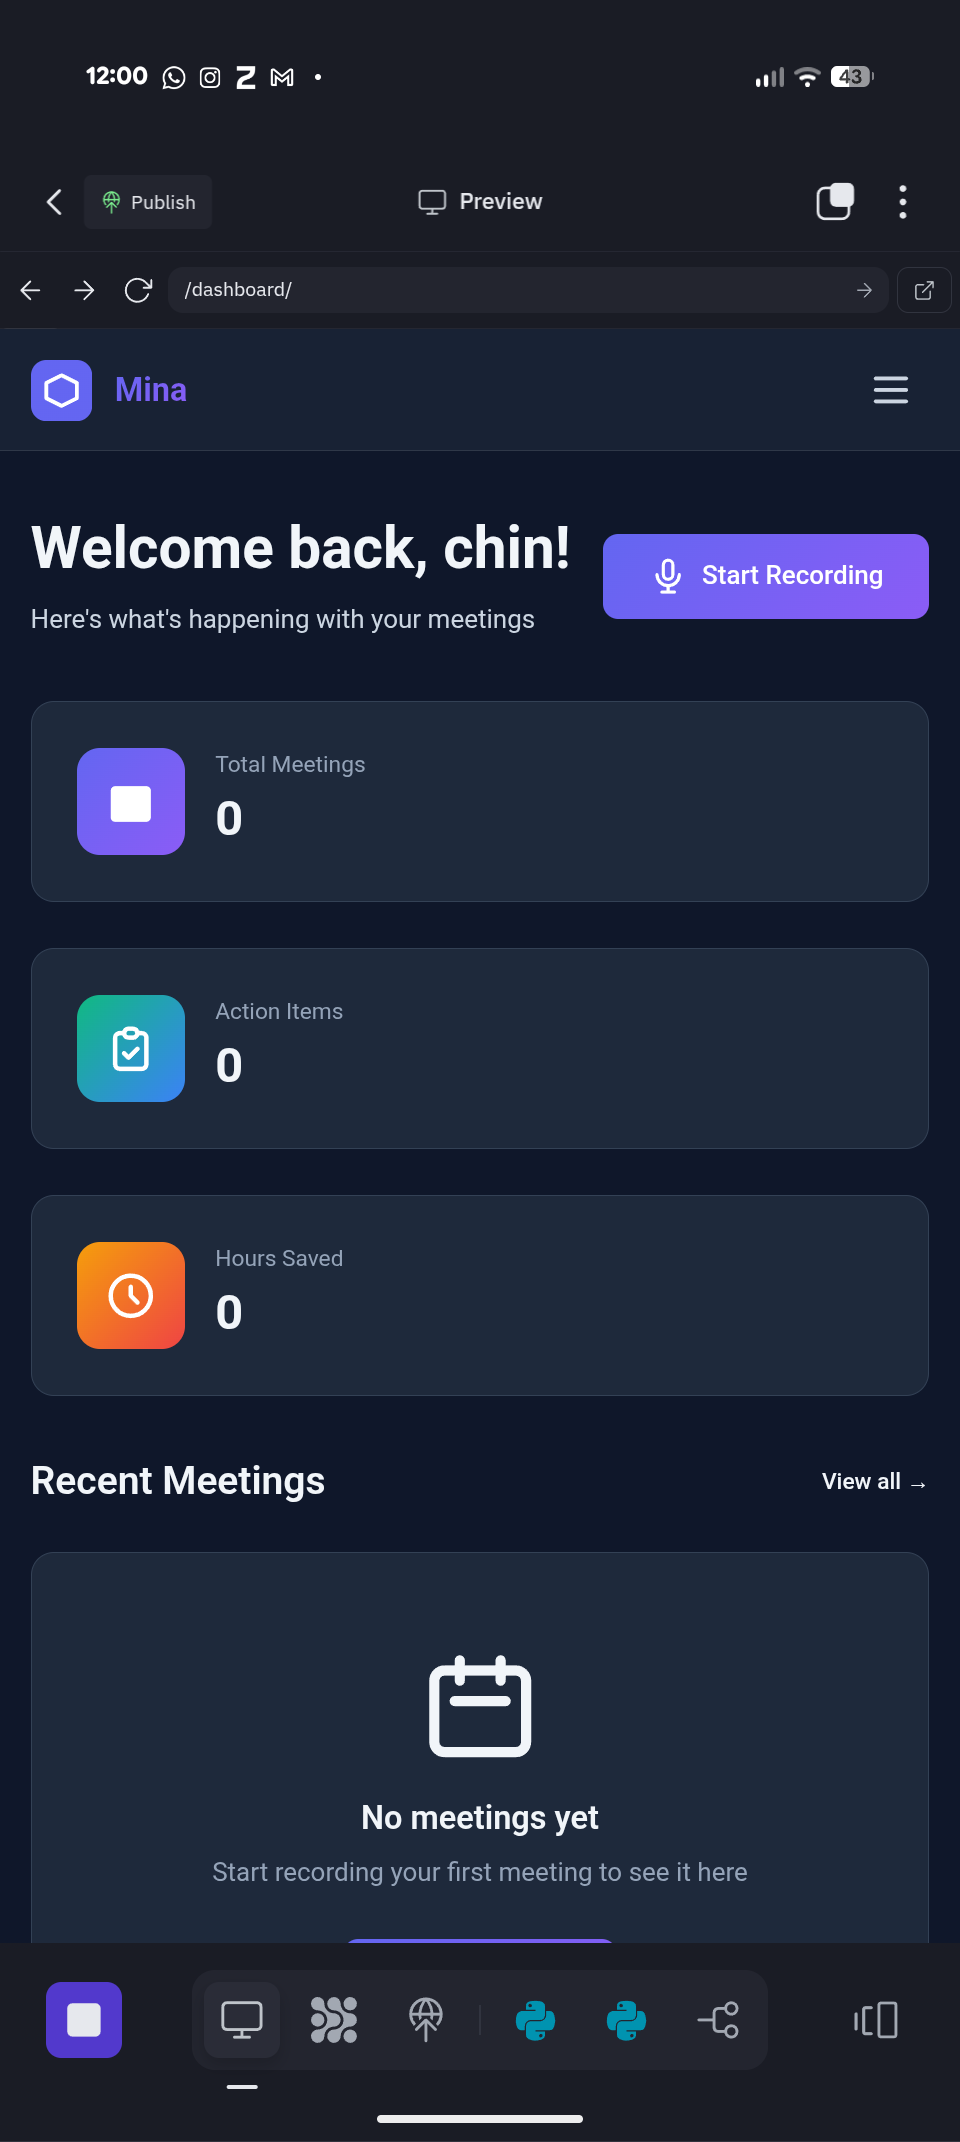 12:00
43
Publish
Preview
/dashboard/
Mina
Welcome back, chin!
Here's what's happening with your meetings
Start Recording
Total Meetings
0
Action Items
0
Hours Saved
0
Recent Meetings
View all →
No meetings yet
Start recording your first meeting to see it here